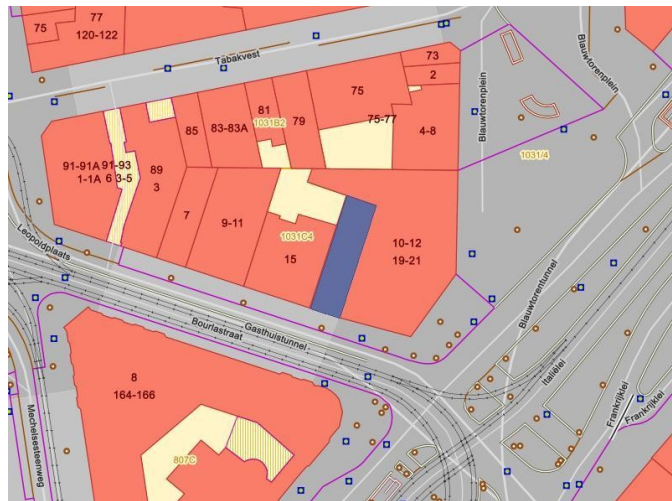 75
77
120-122
Tabakvest
4-8
73
2
Blauwtorenplein
Blauwtorenplein
75
75-77
4-8
81
1031B2
79
83-83A
85
91-91A
91-93
1-1A
6
3-5
89
3
1031/4
7
9-11
1031C4
15
10-12
19-21
Leopoldplaats
Bourlastraat
Gasthuistunnel
Blauwtorentunnel
Italiëlei
Frankrijklei
Frankrijklei
8
164-166
807C
Mechelsesteenweg